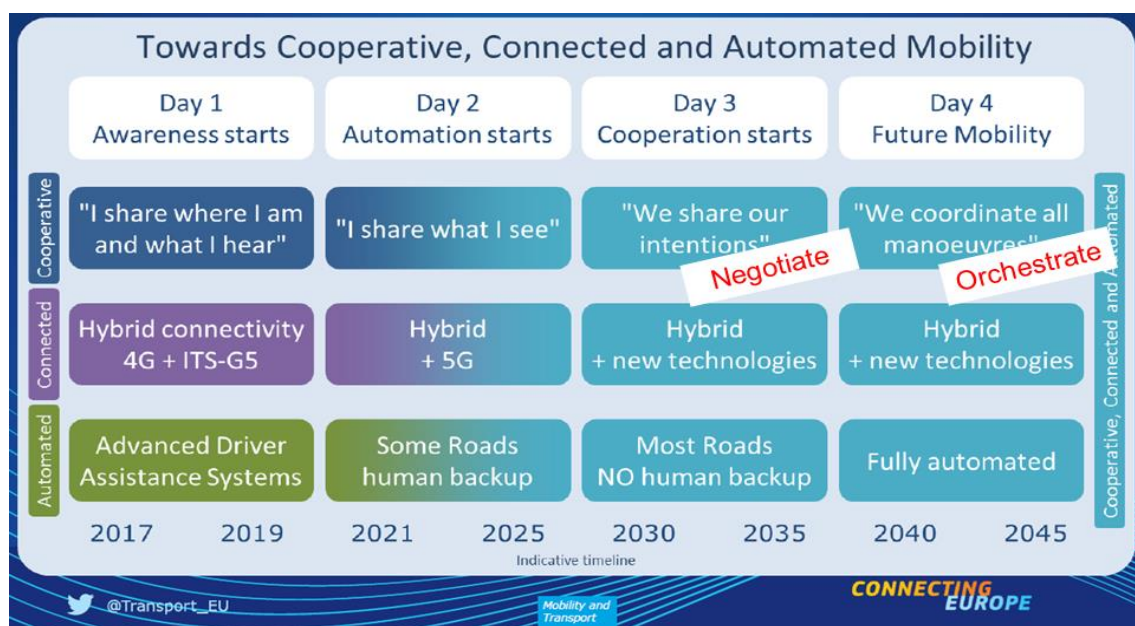 Towards Cooperative, Connected and Automated Mobility
Day 1
Awareness starts
Day 2
Automation starts
Day 3
Cooperation starts
Day 4
Future Mobility
Cooperative
"I share where I am
and what I hear"
"I share what I see"
"We share our
intentions"
Negotiate
"We coordinate all
manoeuvres"
Orchestrate
Connected
Hybrid connectivity
4G + ITS-G5
Hybrid
+ 5G
Hybrid
+ new technologies
Hybrid
+ new technologies
Automated
Advanced Driver
Assistance Systems
Some Roads
human backup
Most Roads
NO human backup
Fully automated
Cooperative, Connected and Automated
2017 2019 2021 2025 2030 2035 2040 2045
Indicative timeline
@Transport_EU
Mobility and
Transport
CONNECTING
EUROPE